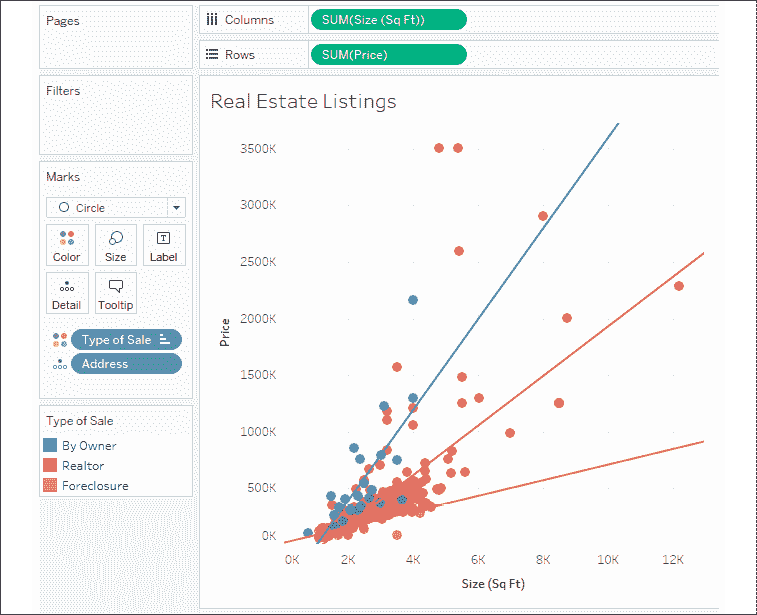 Pages
Columns
SUM(Size (Sq Ft))
Rows
SUM(Price)
Filters
Marks
Circle
Color
Size
Label
Detail
Tooltip
Type of Sale
Address
Type of Sale
By Owner
Realtor
Foreclosure
Real Estate Listings
3500K
3000K
2500K
2000K
1500K
1000K
500K
0K
Price
0K 2K 4K 6K 8K 10K 12K
Size (Sq Ft)